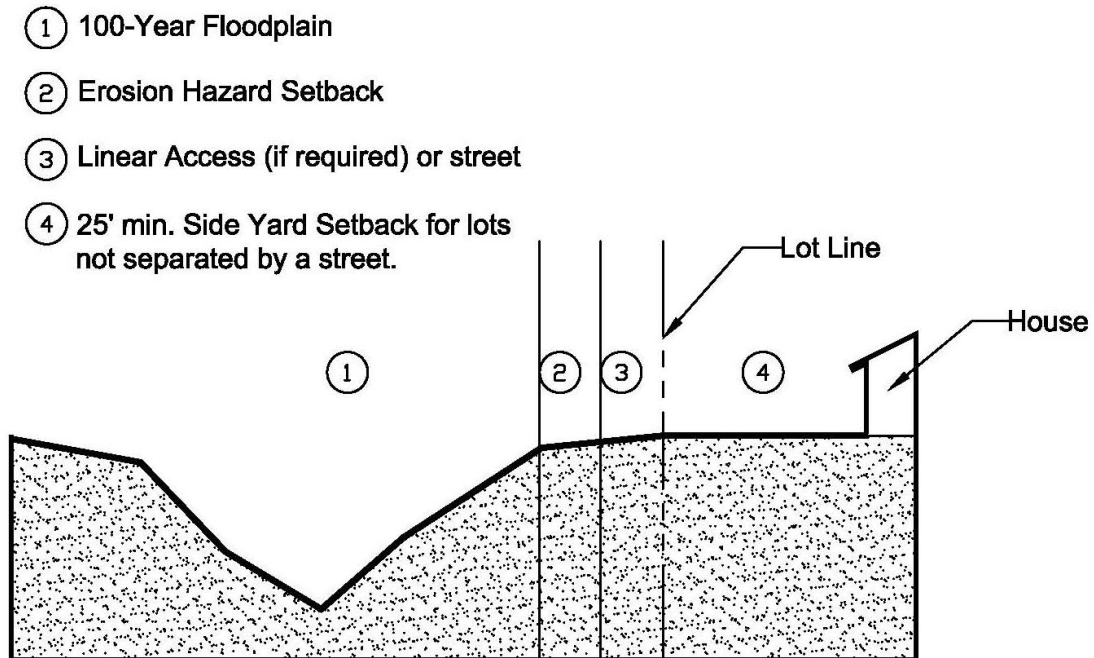 1 100-Year Floodplain
2 Erosion Hazard Setback
3 Linear Access (if required) or street
4 25' min. Side Yard Setback for lots
not separated by a street.
Lot Line
House
1
2
3
4